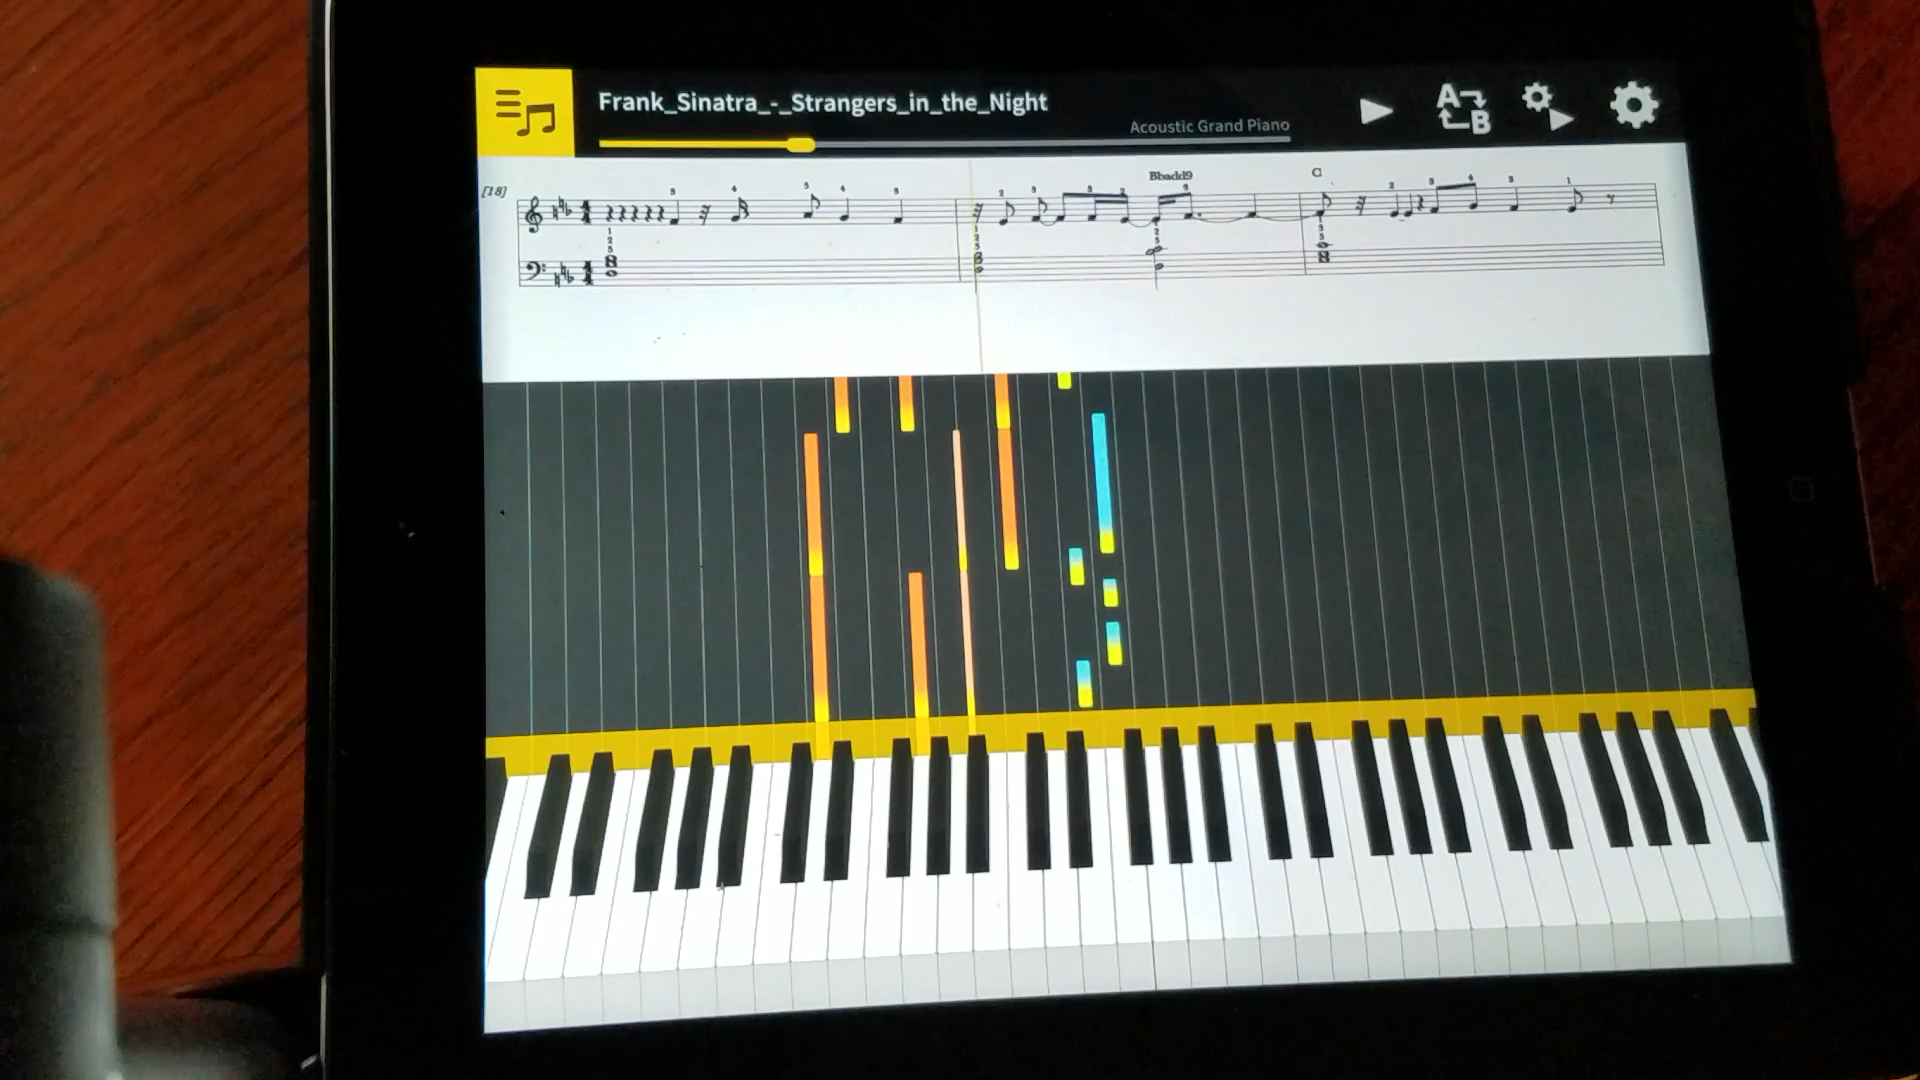 Frank_Sinatra_-_Strangers_in_the_Night
Acoustic Grand Piano
A
B
[18]
Bbadd9
C